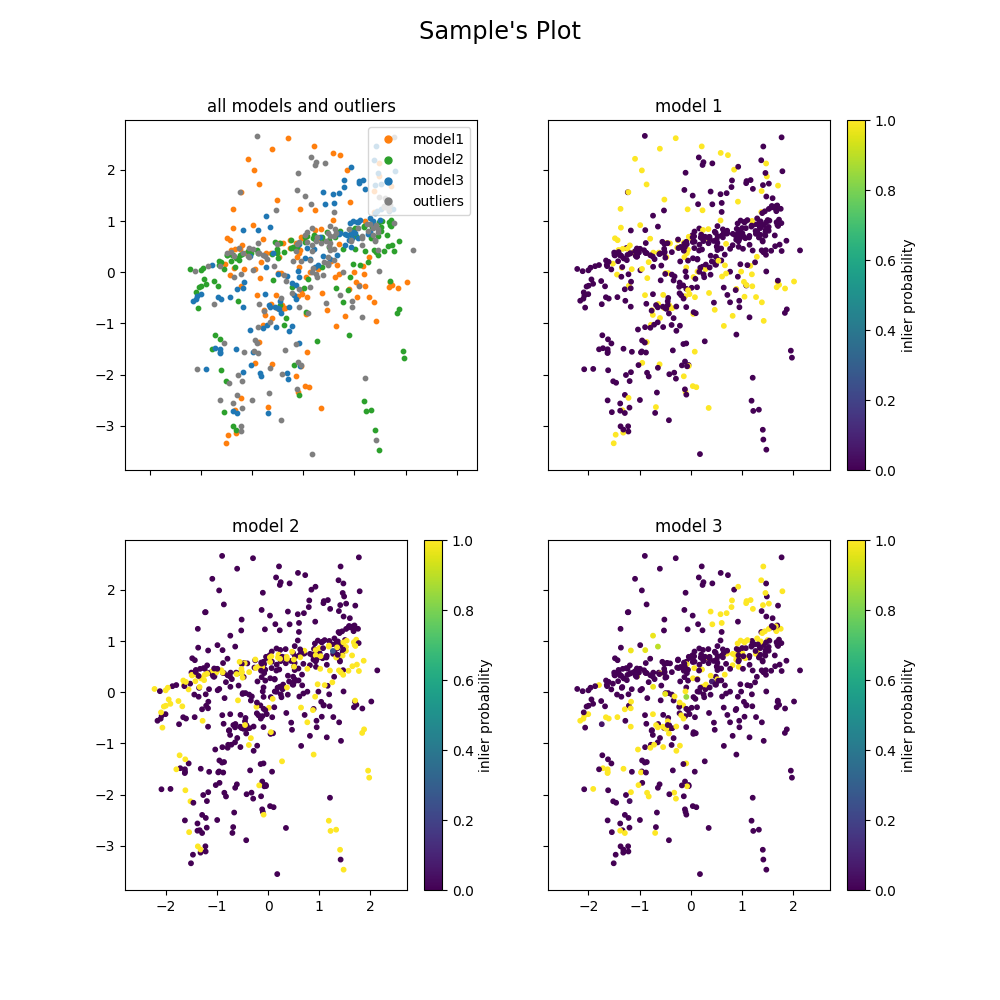 Sample's Plot
all models and outliers
model1
model2
model3
outliers
2
1
0
−1
−2
−3
model 1
1.0
0.8
0.6
0.4
0.2
0.0
inlier probability
model 2
2
1
0
−1
−2
−3
−2 −1 0 1 2
1.0
0.8
0.6
0.4
0.2
0.0
inlier probability
model 3
−2 −1 0 1 2
1.0
0.8
0.6
0.4
0.2
0.0
inlier probability